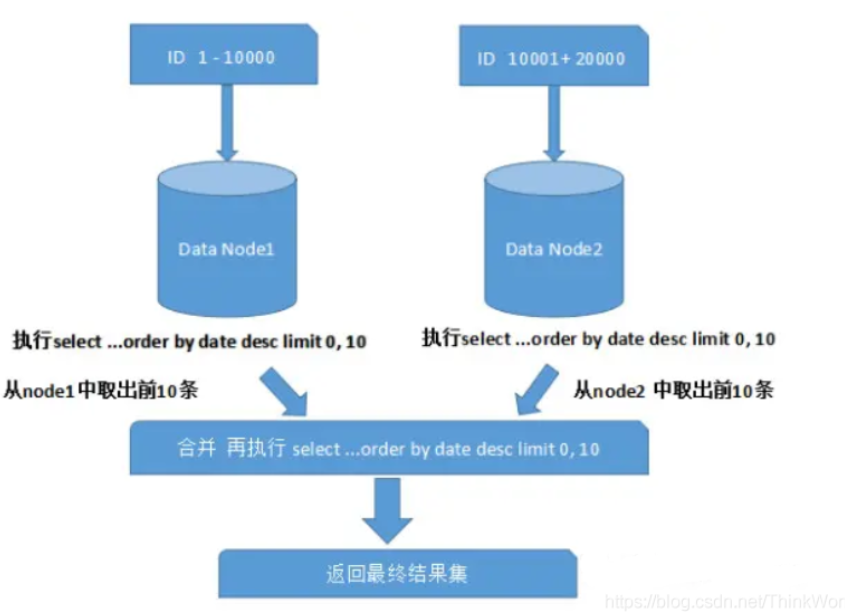 ID 1 - 10000
ID 10001+ 20000
Data Node1
Data Node2
执行select ...order by date desc limit 0, 10
执行select ...order by date desc limit 0, 10
从node1中取出前10条
从node2 中取出前10条
合并 再执行 select ...order by date desc limit 0, 10
返回最终结果集
https://blog.csdn.net/ThinkWor